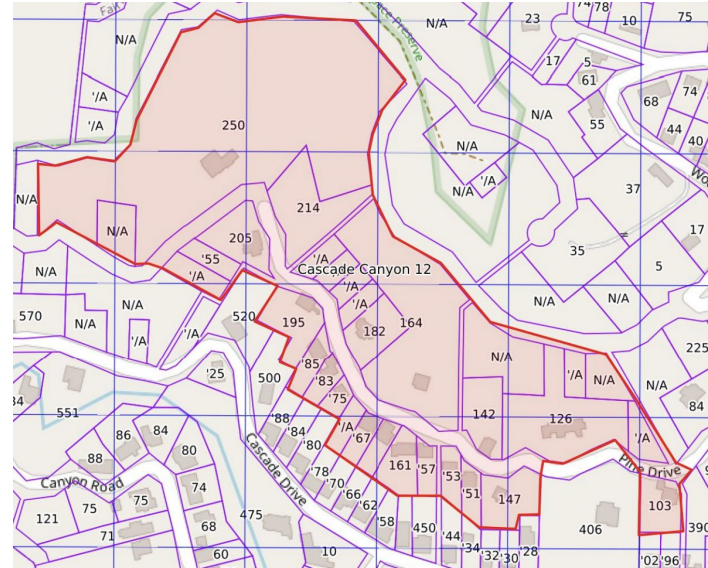 N/A
23
78
10
75
N/A
17
5
61
'/A
'/A
250
N/A
55
68
74
44
40
N/A
'/A
N/A
37
N/A
N/A
214
205
'55
'/A
17
35
5
N/A
Cascade Canyon 12
'/A
'/A
'/A
N/A
N/A
570
N/A
N/A
'/A
'/A
520
195
182
164
225
N/A
'/A
N/A
N/A
84
'25
500
'85
'83
'75
551
142
126
'/A
'88
'84
'80
'/A
'67
86
84
80
88
Cascade Drive
'78
'70
'66
'62
'58
161
'57
'53
'51
147
Pine Drive
103
Canyon Road
74
75
75
121
68
71
60
475
10
450
'44
'34
'32
'30
'28
406
390
'02
'96